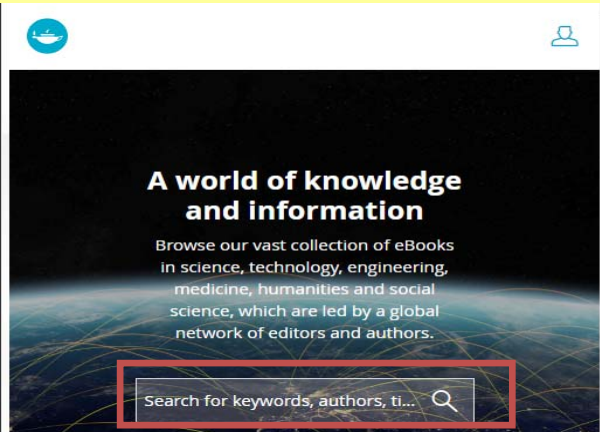 A world of knowledge
and information
Browse our vast collection of eBooks
in science, technology, engineering,
medicine, humanities and social
science, which are led by a global
network of editors and authors.
Search for keywords, authors, ti...